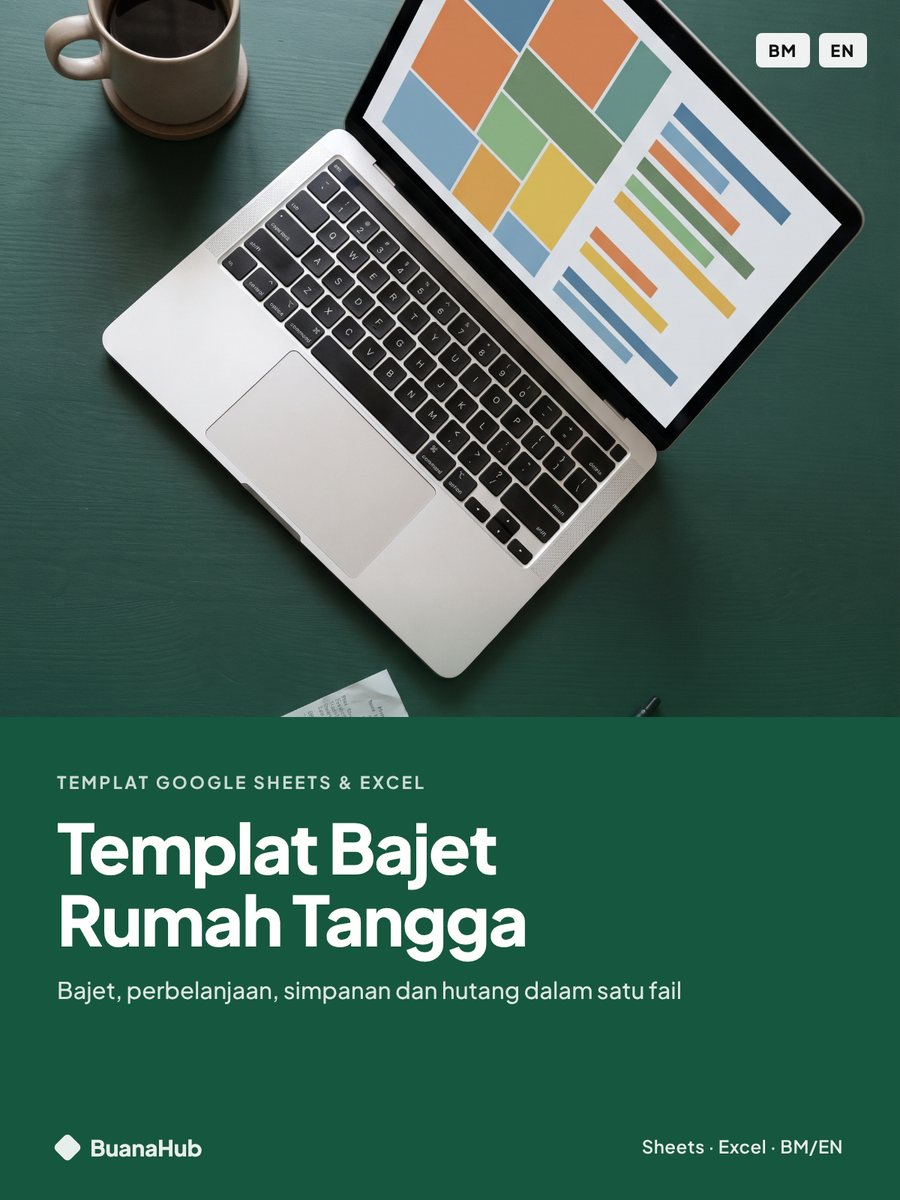 BM EN
TEMPLAT GOOGLE SHEETS & EXCEL
Templat Bajet
Rumah Tangga
Bajet, perbelanjaan, simpanan dan hutang dalam satu fail
BuanaHub
Sheets · Excel · BM/EN